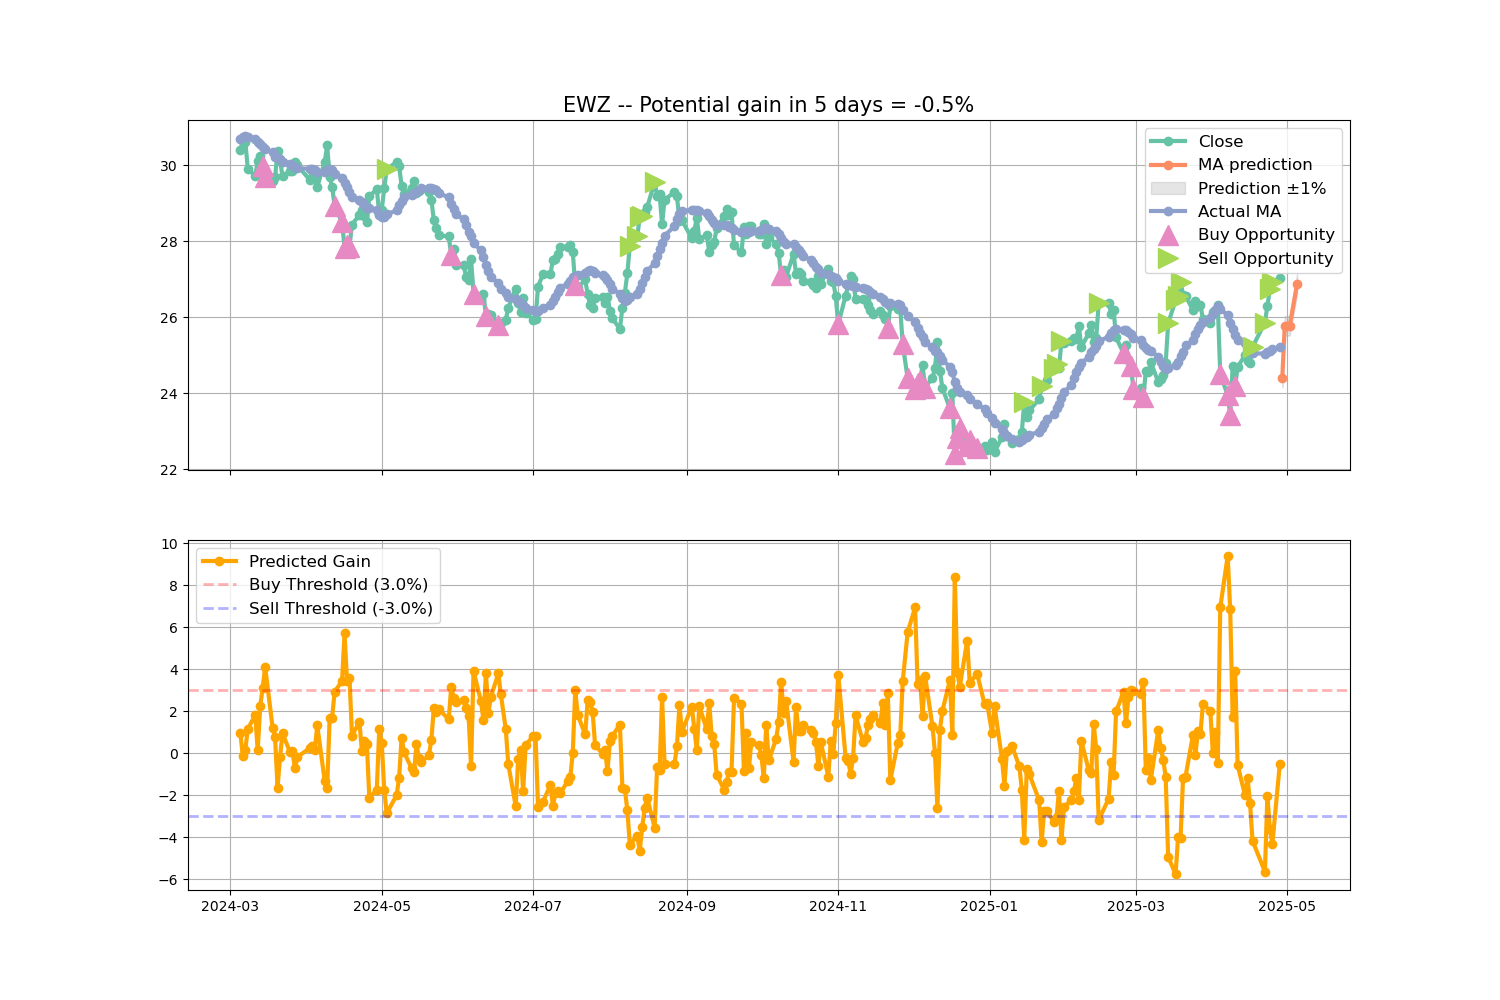 EWZ -- Potential gain in 5 days = -0.5%
Close
MA prediction
Prediction ±1%
Actual MA
Buy Opportunity
Sell Opportunity
30
28
26
24
22
Predicted Gain
Buy Threshold (3.0%)
Sell Threshold (-3.0%)
10
8
6
4
2
0
−2
−4
−6
2024-03 2024-05 2024-07 2024-09 2024-11 2025-01 2025-03 2025-05